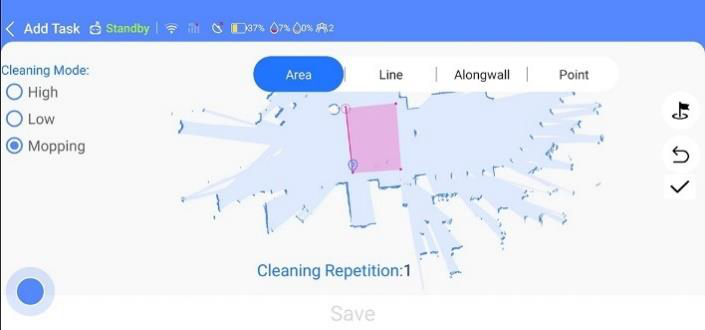 Add Task Standby 37% 7% 0% 2
Cleaning Mode:
High
Low
Mopping
Area Line Alongwall Point
Cleaning Repetition:1
Save